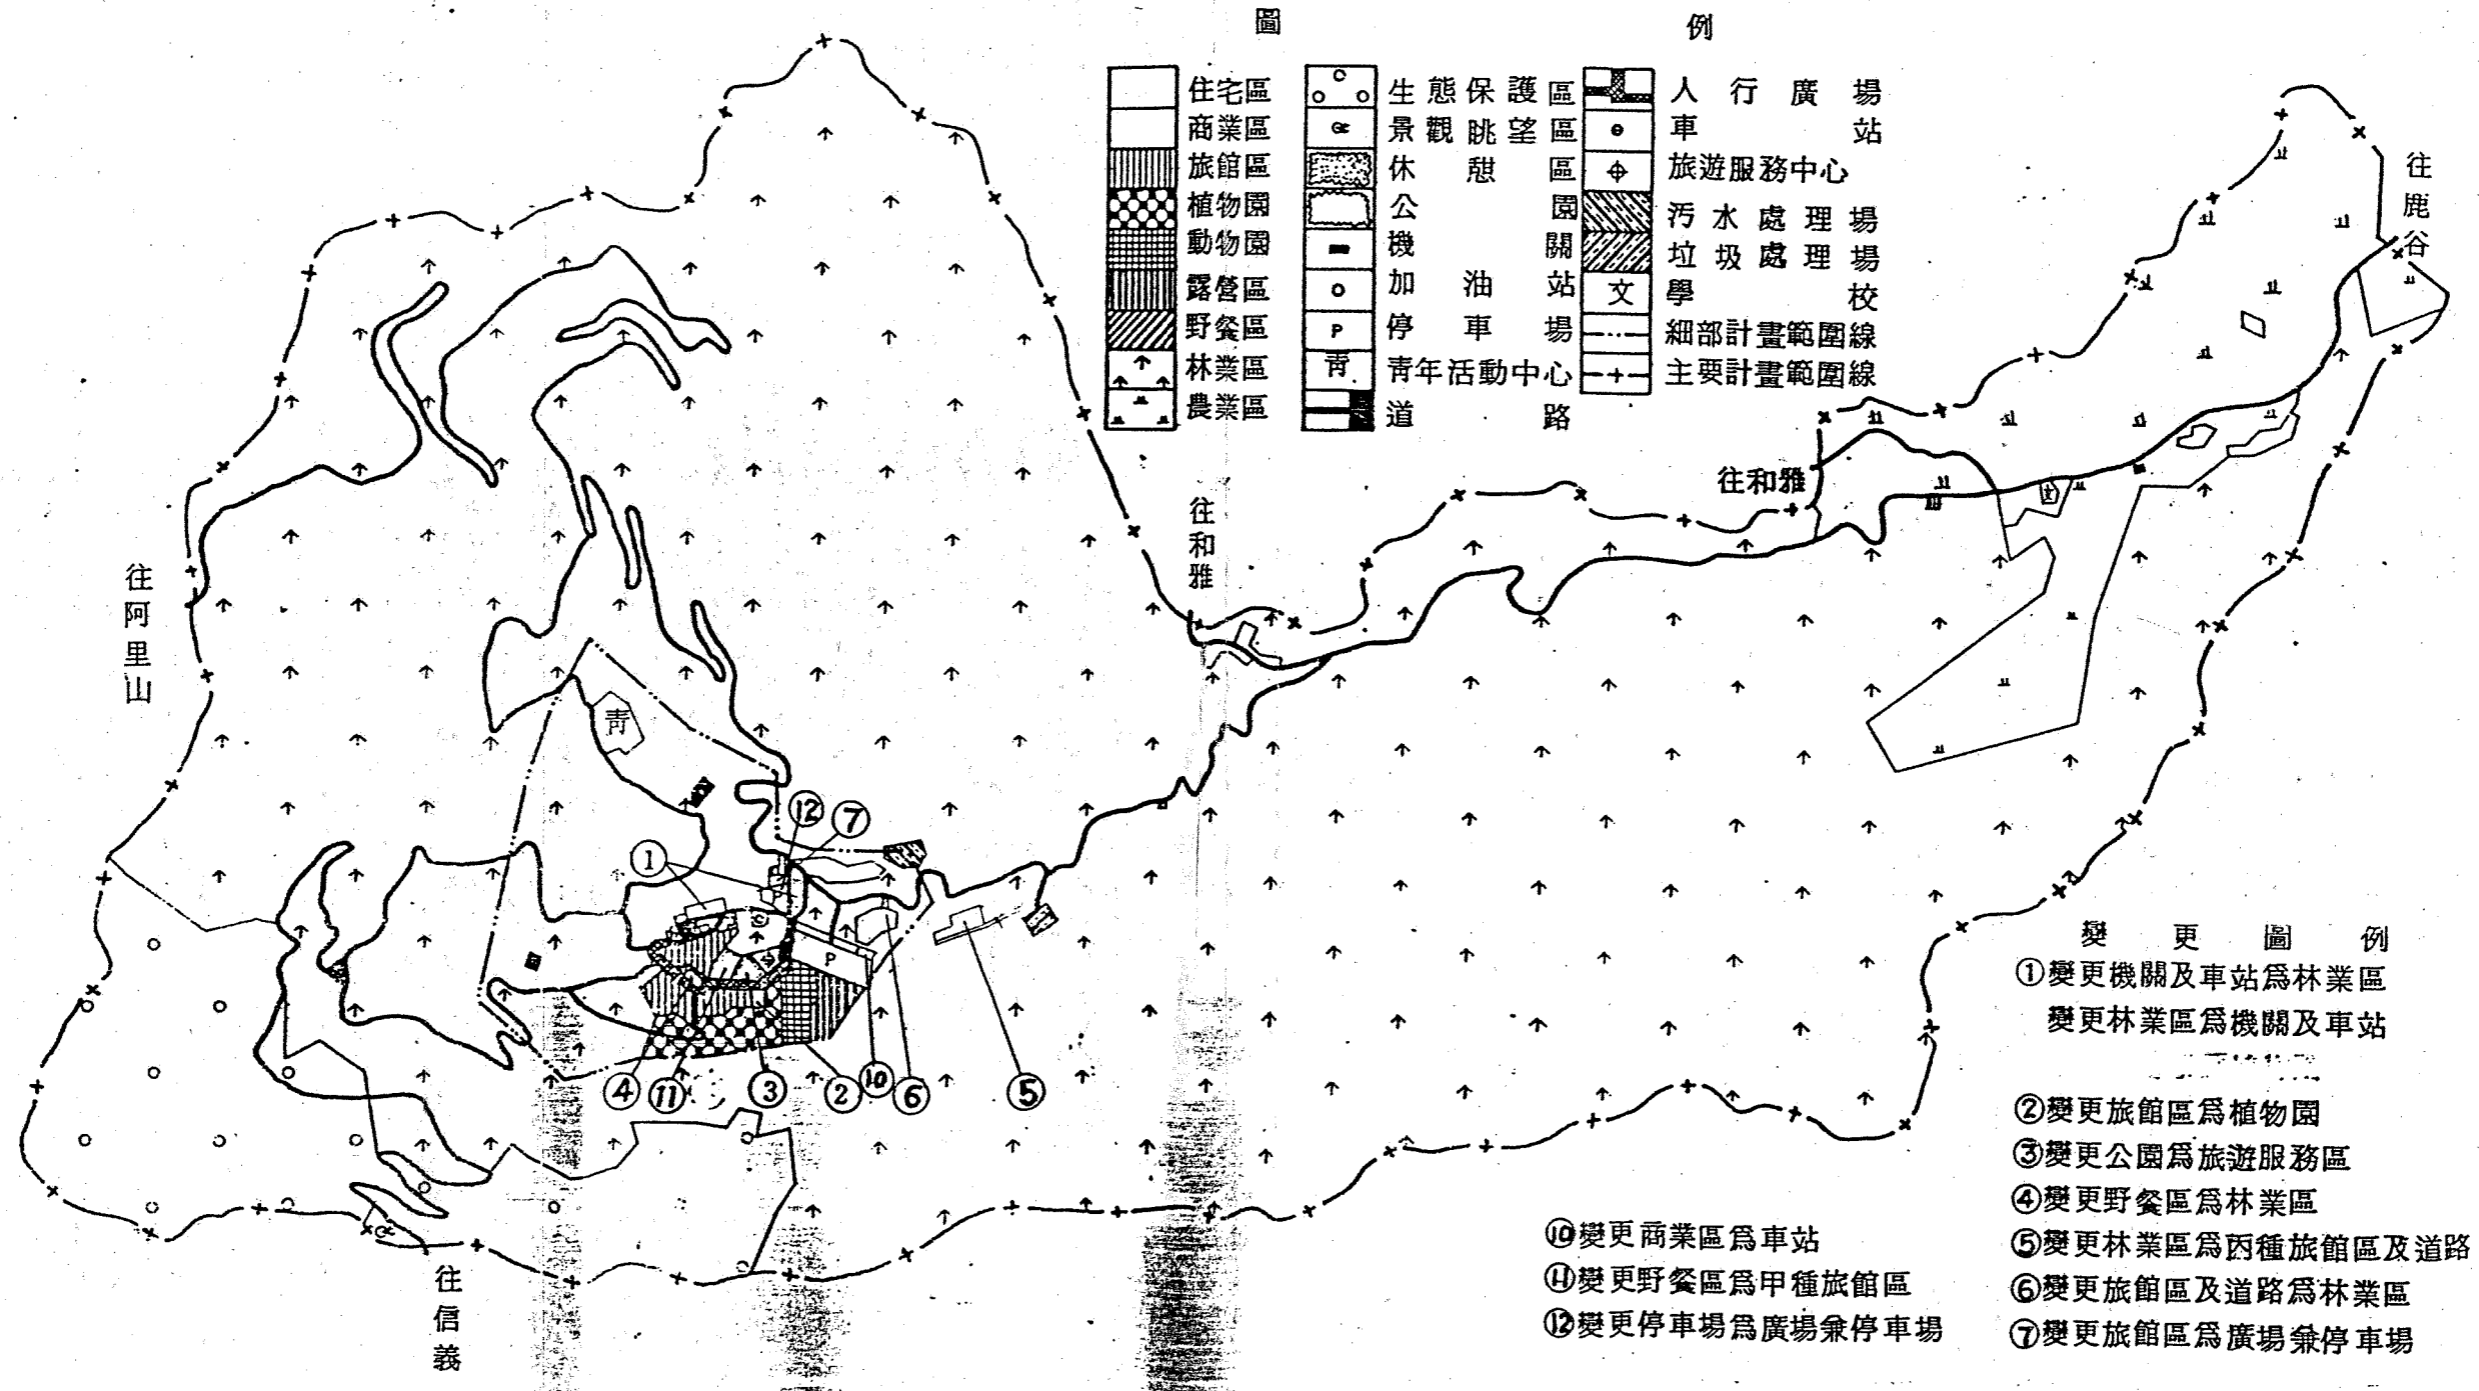 圖例
住宅區
商業區
旅館區
植物園
動物園
露營區
野餐區
林業區
農業區
生態保護區
景觀眺望區
休憩區
公園
機關
加油站
P 停車場
青 青年活動中心
道路
人行廣場
車站
旅遊服務中心
污水處理場
垃圾處理場
文 學校
細部計畫範圍線
主要計畫範圍線
往鹿谷
往和雅
往和雅
往阿里山
青
文
⑫
⑦
①
P
④
⑪
③
②
⑩
⑥
⑤
往信義
變更圖例
①變更機關及車站為林業區
變更林業區為機關及車站
②變更旅館區為植物園
③變更公園為旅遊服務區
④變更野餐區為林業區
⑤變更林業區為丙種旅館區及道路
⑥變更旅館區及道路為林業區
⑦變更旅館區為廣場兼停車場
⑩變更商業區為車站
⑪變更野餐區為甲種旅館區
⑫變更停車場為廣場兼停車場